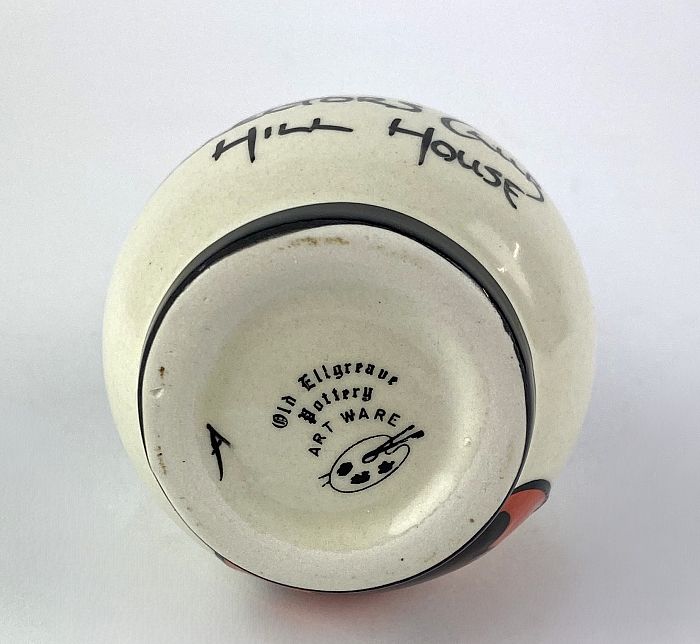 HILL HOUSE
Old Ellgreave
Pottery
ART WARE
A